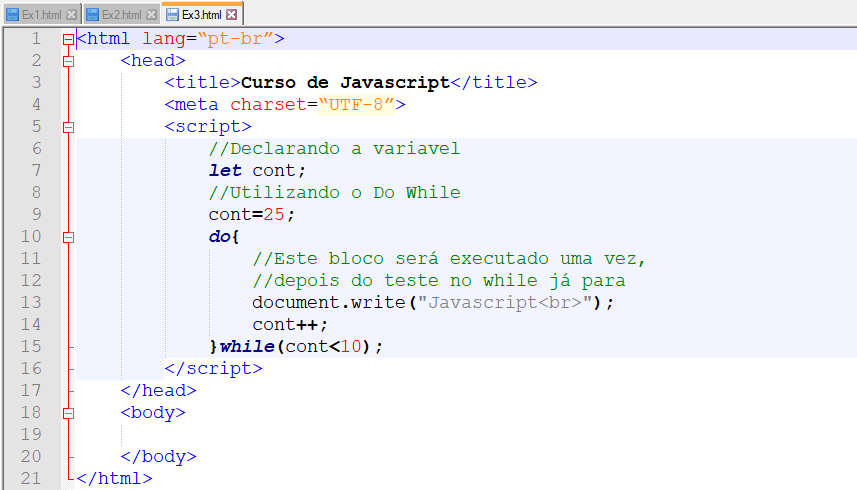 Ex1.html Ex2.html Ex3.html
1 <html lang=“pt-br”>
2 <head>
3 <title>Curso de Javascript</title>
4 <meta charset=“UTF-8”>
5 <script>
6 //Declarando a variavel
7 let cont;
8 //Utilizando o Do While
9 cont=25;
10 do{
11 //Este bloco será executado uma vez,
12 //depois do teste no while já para
13 document.write("Javascript<br>");
14 cont++;
15 }while(cont<10);
16 </script>
17 </head>
18 <body>
19
20 </body>
21 </html>